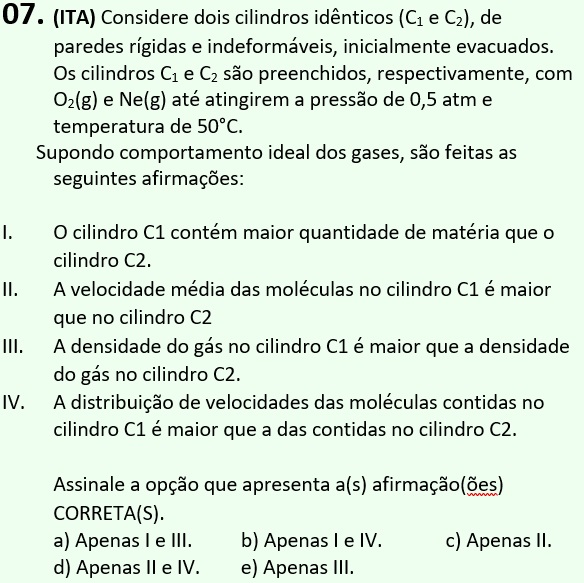 07. (ITA) Considere dois cilindros idênticos (C₁ e C₂), de
paredes rígidas e indeformáveis, inicialmente evacuados.
Os cilindros C₁ e C₂ são preenchidos, respectivamente, com
O₂(g) e Ne(g) até atingirem a pressão de 0,5 atm e
temperatura de 50°C.
Supondo comportamento ideal dos gases, são feitas as
seguintes afirmações:
I. O cilindro C1 contém maior quantidade de matéria que o
cilindro C2.
II. A velocidade média das moléculas no cilindro C1 é maior
que no cilindro C2
III. A densidade do gás no cilindro C1 é maior que a densidade
do gás no cilindro C2.
IV. A distribuição de velocidades das moléculas contidas no
cilindro C1 é maior que a das contidas no cilindro C2.
Assinale a opção que apresenta a(s) afirmação(ões)
CORRETA(S).
a) Apenas I e III. b) Apenas I e IV. c) Apenas II.
d) Apenas II e IV. e) Apenas III.